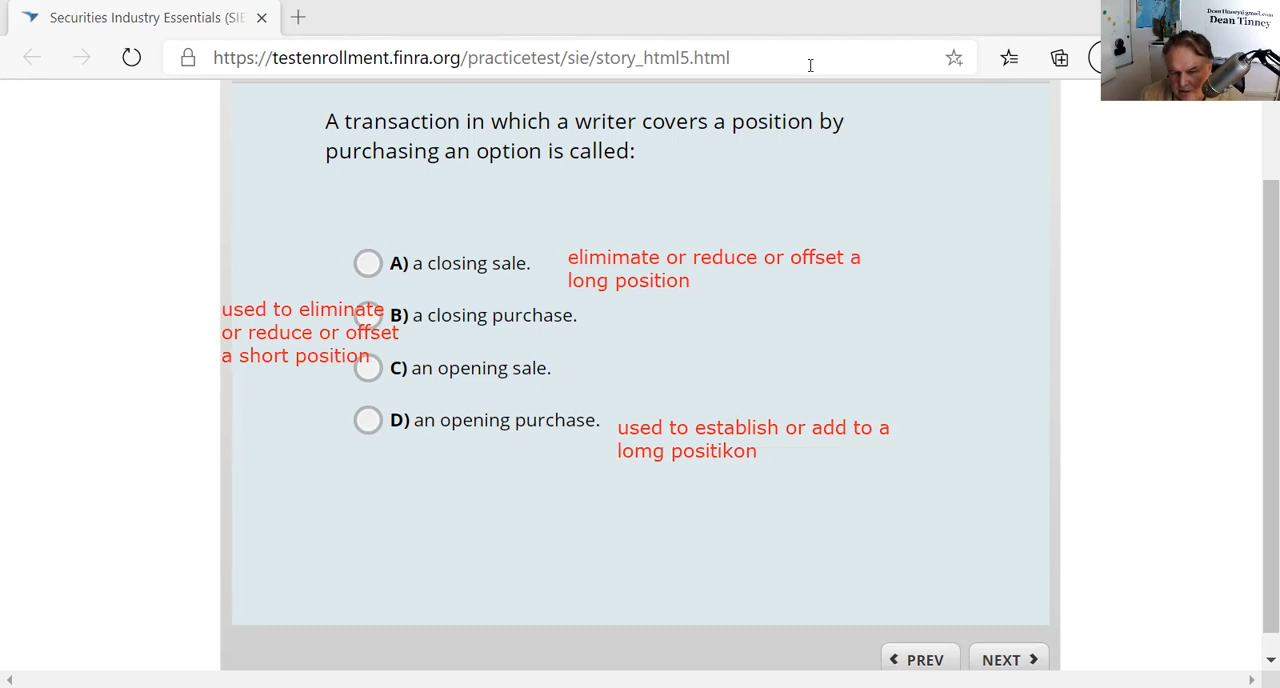 Securities Industry Essentials (SIE
https://testenrollment.finra.org/practicetest/sie/story_html5.html
DeanTinney@gmail.com
Dean Tinney
A transaction in which a writer covers a position by
purchasing an option is called:
A) a closing sale.
elimimate or reduce or offset a
long position
used to eliminate
or reduce or offset
a short position
B) a closing purchase.
C) an opening sale.
D) an opening purchase.
used to establish or add to a
lomg positikon
PREV
NEXT